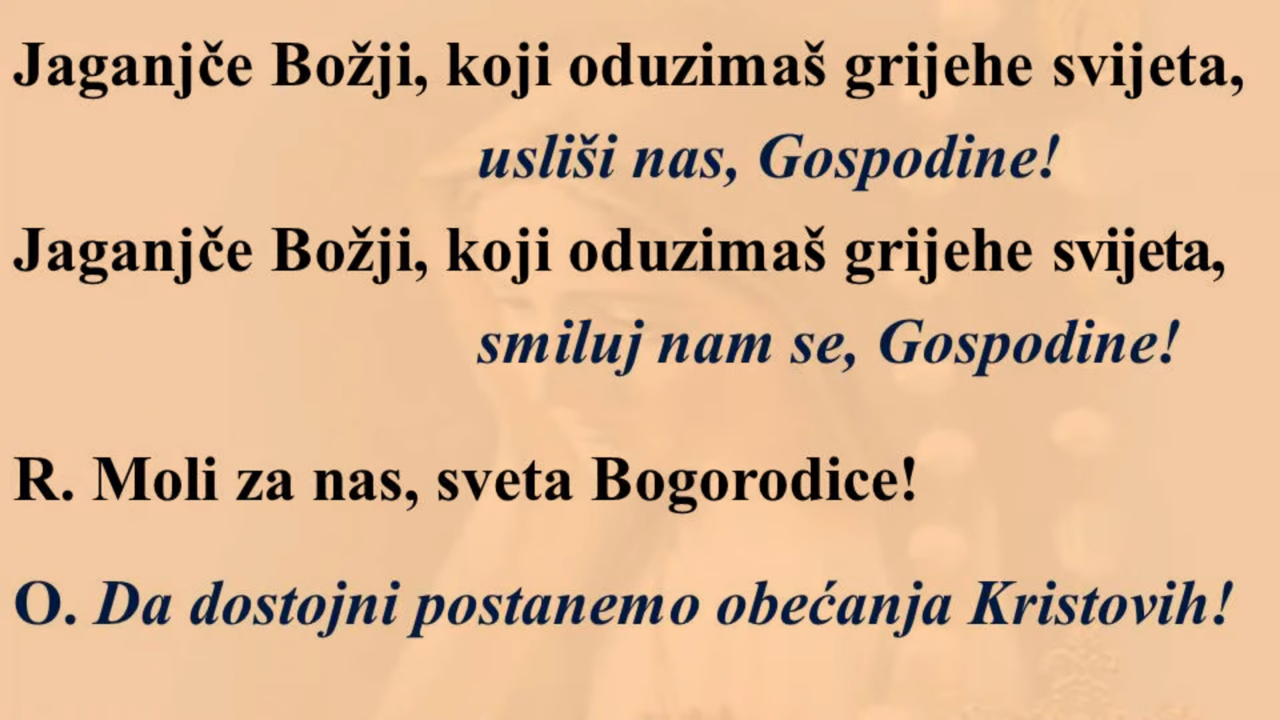 Jaganjče Božji, koji oduzimaš grijehe svijeta,
usliši nas, Gospodine!
Jaganjče Božji, koji oduzimaš grijehe svijeta,
smiluj nam se, Gospodine!
R. Moli za nas, sveta Bogorodice!
O. Da dostojni postanemo obećanja Kristovih!